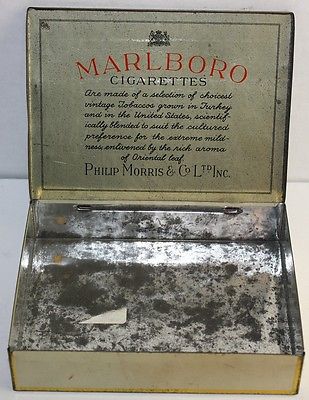 MARLBORO
CIGARETTES
Are made of a selection of choicest
vintage Tobaccos grown in Turkey
and in the United States, scientif-
ically blended to suit the cultured
preference for the extreme mild-
ness, enlivened by the rich aroma
of Oriental leaf.
PHILIP MORRIS & CO LTD INC.